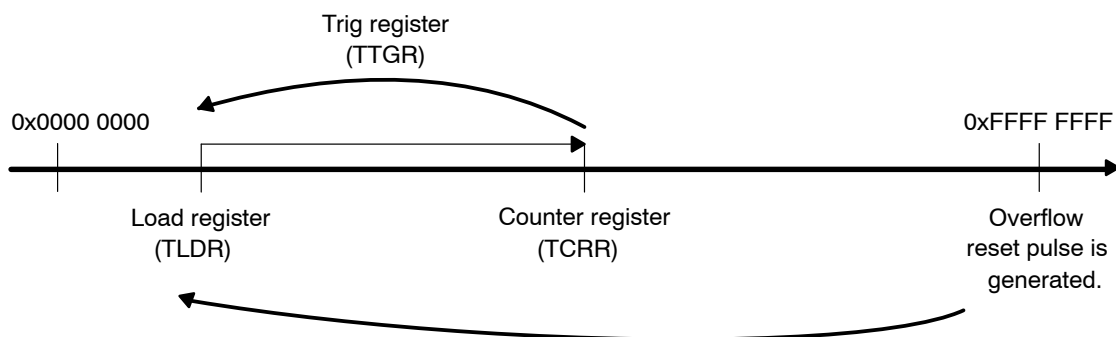 Trig register
(TTGR)
0x0000 0000
0xFFFF FFFF
Load register
(TLDR)
Counter register
(TCRR)
Overflow
reset pulse is
generated.